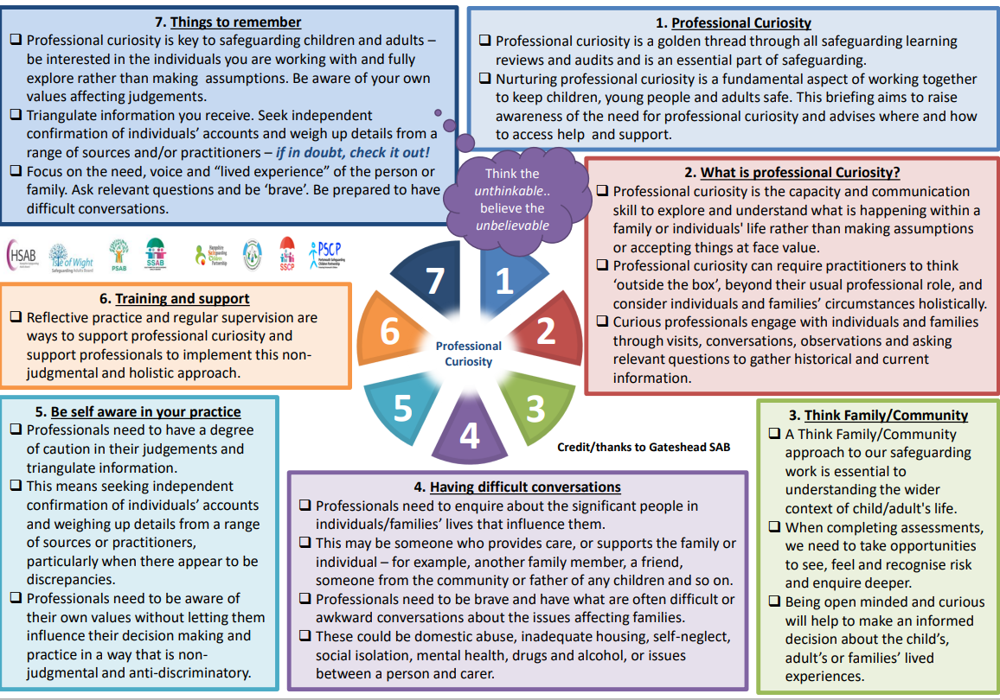 7. Things to remember
❑ Professional curiosity is key to safeguarding children and adults –
be interested in the individuals you are working with and fully
explore rather than making assumptions. Be aware of your own
values affecting judgements.
❑ Triangulate information you receive. Seek independent
confirmation of individuals’ accounts and weigh up details from a
range of sources and/or practitioners – if in doubt, check it out!
❑ Focus on the need, voice and “lived experience” of the person or
family. Ask relevant questions and be ‘brave’. Be prepared to have
difficult conversations.
1. Professional Curiosity
❑ Professional curiosity is a golden thread through all safeguarding learning
reviews and audits and is an essential part of safeguarding.
❑ Nurturing professional curiosity is a fundamental aspect of working together
to keep children, young people and adults safe. This briefing aims to raise
awareness of the need for professional curiosity and advises where and how
to access help and support.
Think the
unthinkable..
believe the
unbelievable
2. What is professional Curiosity?
❑ Professional curiosity is the capacity and communication
skill to explore and understand what is happening within a
family or individuals' life rather than making assumptions
or accepting things at face value.
❑ Professional curiosity can require practitioners to think
‘outside the box’, beyond their usual professional role, and
consider individuals and families’ circumstances holistically.
❑ Curious professionals engage with individuals and families
through visits, conversations, observations and asking
relevant questions to gather historical and current
information.
HSAB
Isle of Wight
Safeguarding Adults Board
PSAB
SSAB
Hampshire
Safeguarding
Children
Partnership
SSCP
PSCP
7
1
6
2
5
3
4
Professional
Curiosity
6. Training and support
❑ Reflective practice and regular supervision are
ways to support professional curiosity and
support professionals to implement this non-
judgmental and holistic approach.
5. Be self aware in your practice
❑ Professionals need to have a degree
of caution in their judgements and
triangulate information.
❑ This means seeking independent
confirmation of individuals’ accounts
and weighing up details from a range
of sources or practitioners,
particularly when there appear to be
discrepancies.
❑ Professionals need to be aware of
their own values without letting them
influence their decision making and
practice in a way that is non-
judgmental and anti-discriminatory.
Credit/thanks to Gateshead SAB
4. Having difficult conversations
❑ Professionals need to enquire about the significant people in
individuals/families’ lives that influence them.
❑ This may be someone who provides care, or supports the family or
individual – for example, another family member, a friend,
someone from the community or father of any children and so on.
❑ Professionals need to be brave and have what are often difficult or
awkward conversations about the issues affecting families.
❑ These could be domestic abuse, inadequate housing, self-neglect,
social isolation, mental health, drugs and alcohol, or issues
between a person and carer.
3. Think Family/Community
❑ A Think Family/Community
approach to our safeguarding
work is essential to
understanding the wider
context of child/adult's life.
❑ When completing assessments,
we need to take opportunities
to see, feel and recognise risk
and enquire deeper.
❑ Being open minded and curious
will help to make an informed
decision about the child’s,
adult’s or families’ lived
experiences.